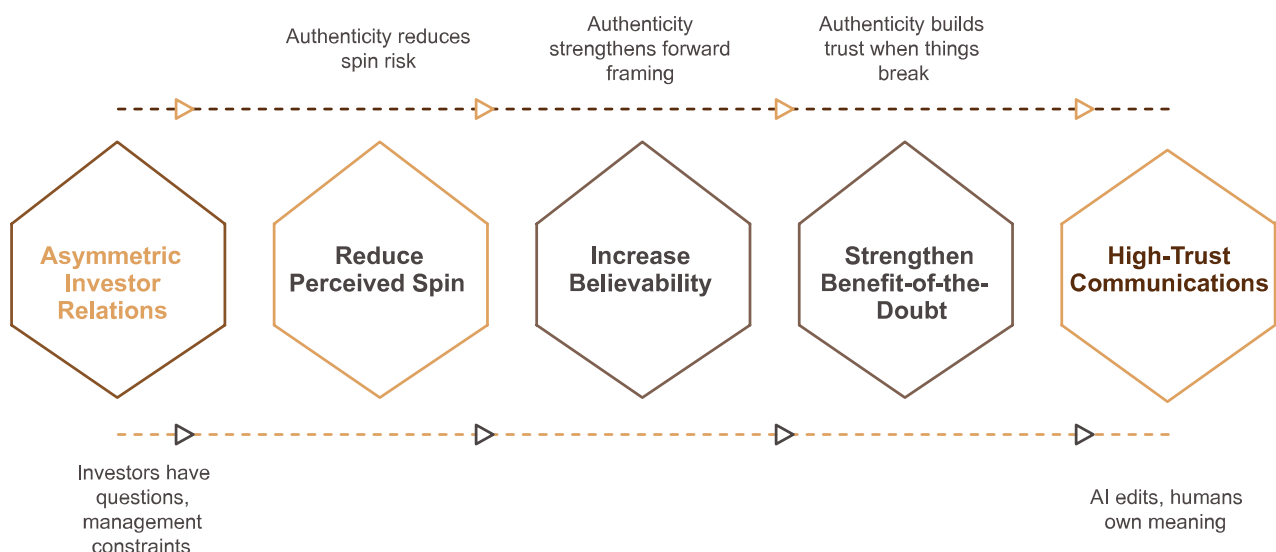 Authenticity reduces
spin risk
Authenticity
strengthens forward
framing
Authenticity builds
trust when things
break
Asymmetric
Investor
Relations
Reduce
Perceived Spin
Increase
Believability
Strengthen
Benefit-of-the-
Doubt
High-Trust
Communications
Investors have
questions,
management
constraints
AI edits, humans
own meaning